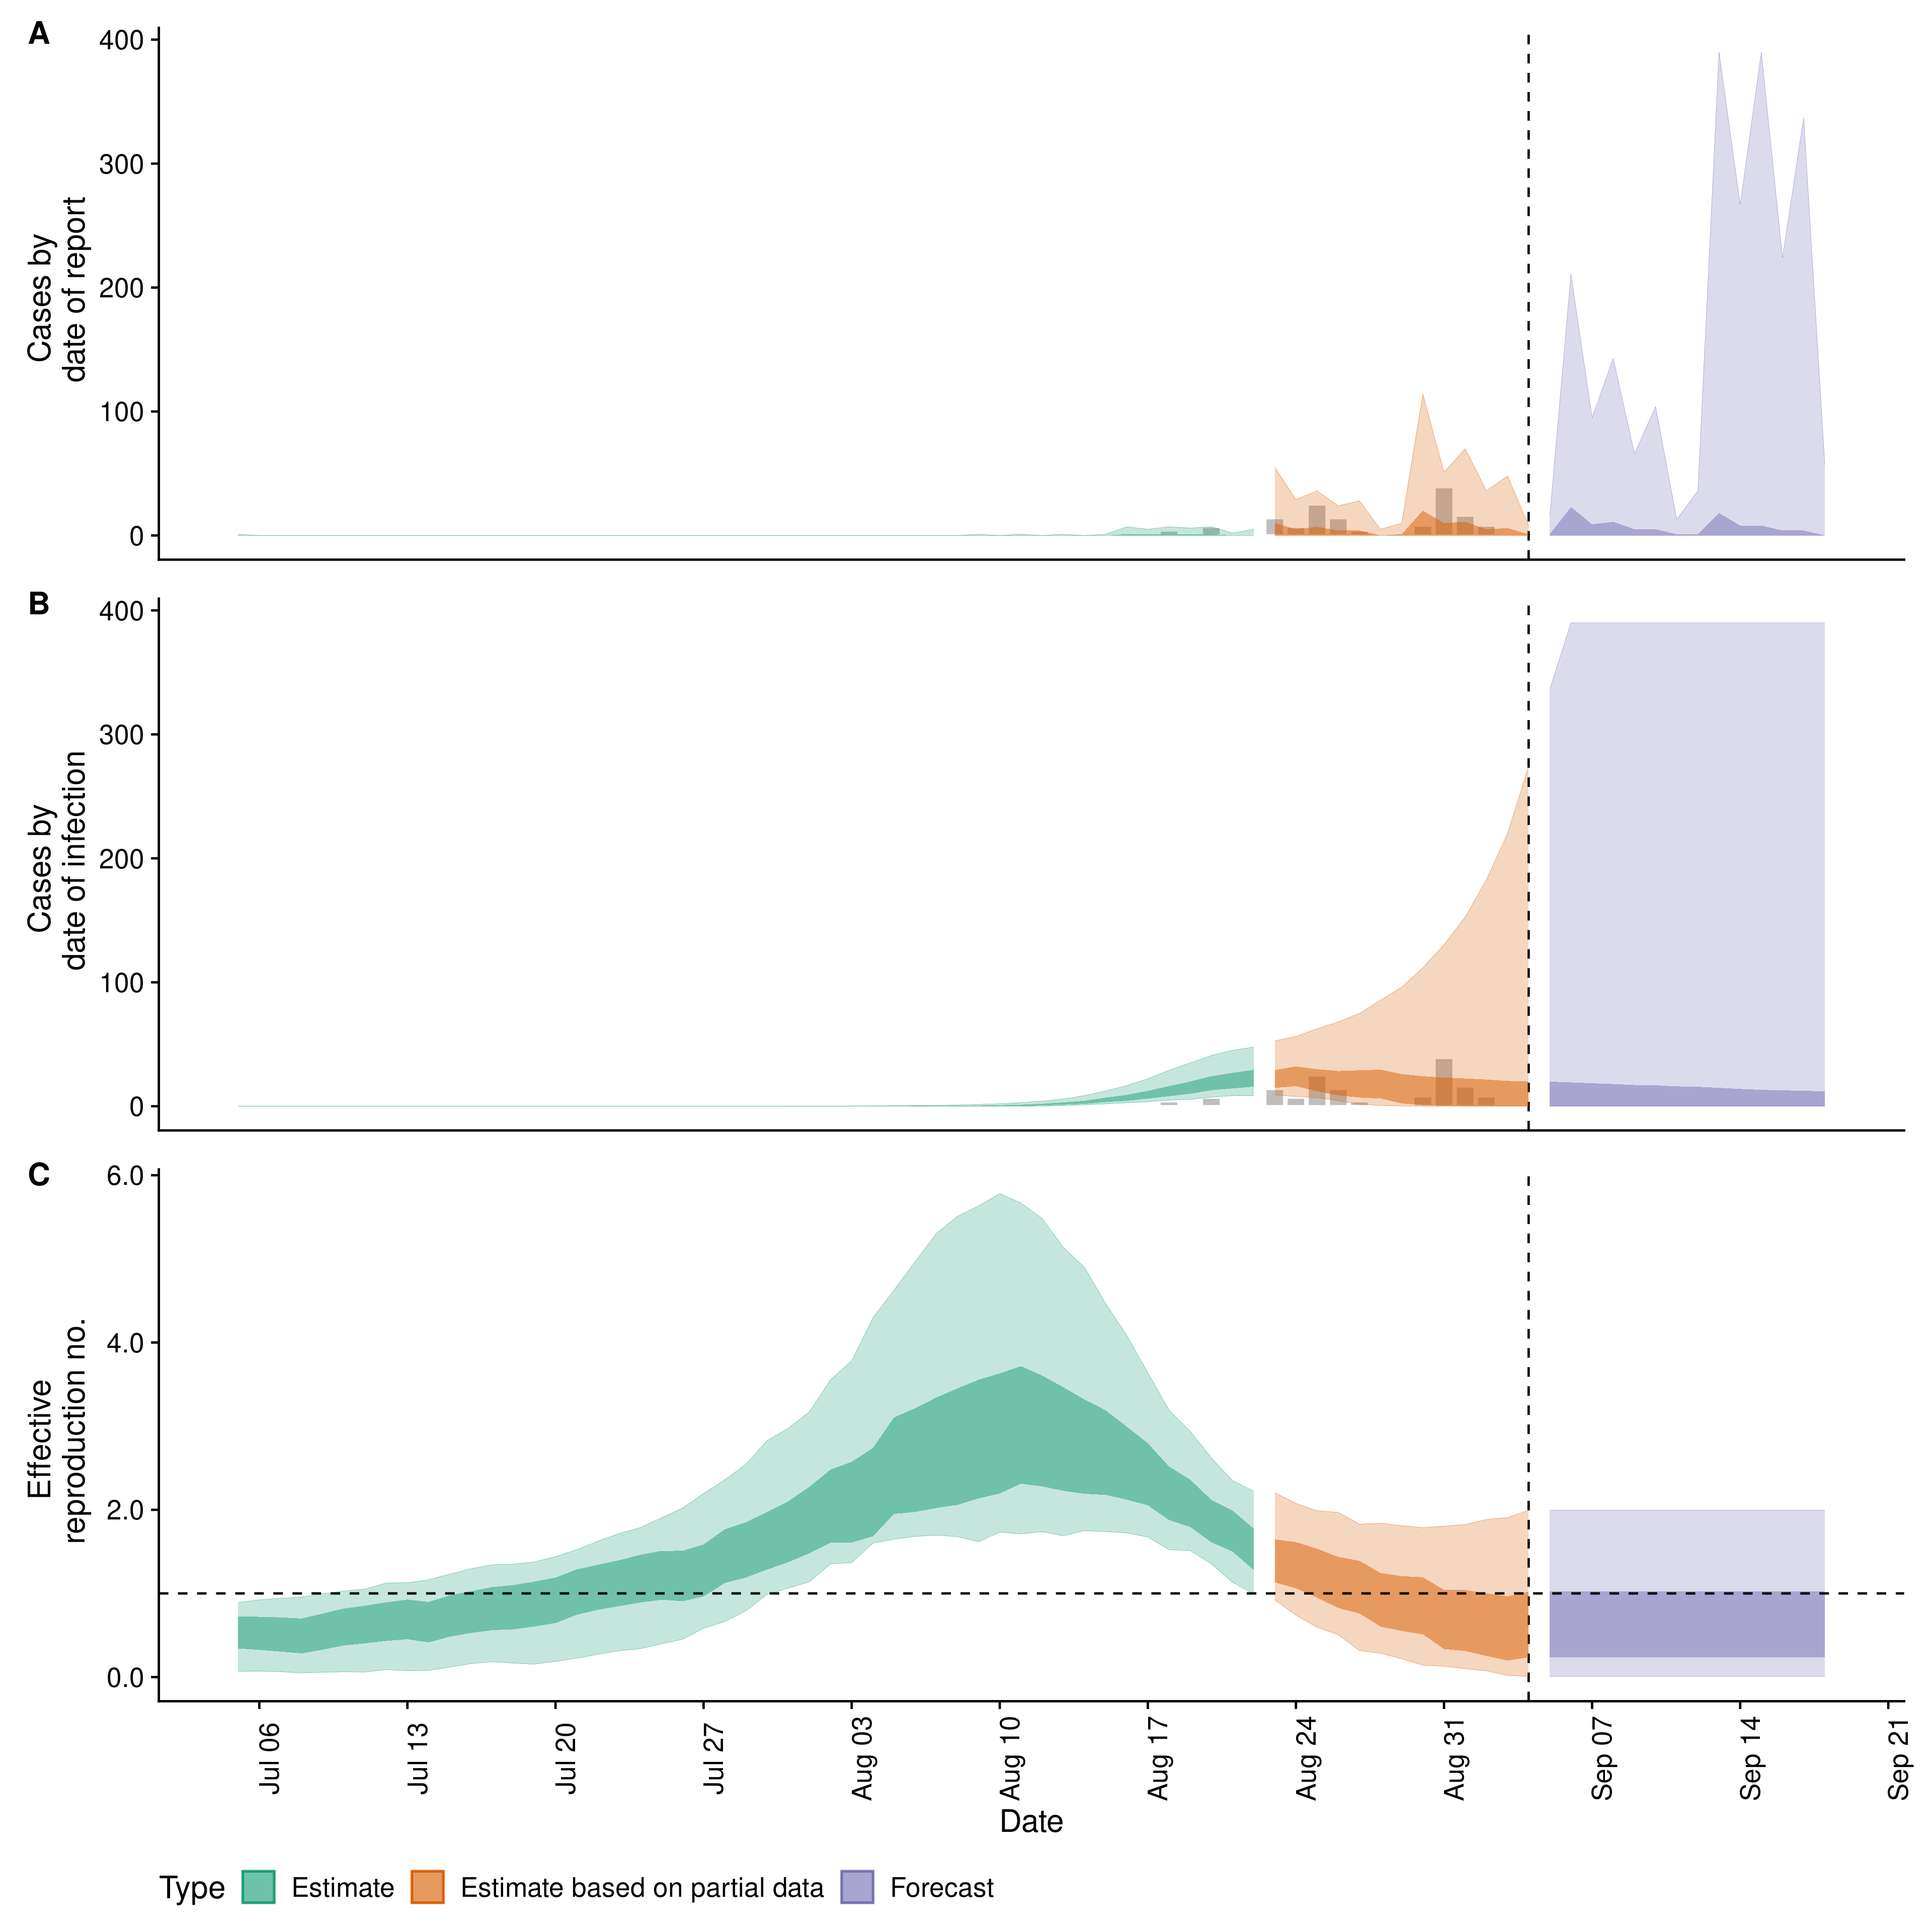 A
400
300
200
100
0
Cases by
date of report
B
400
300
200
100
0
Cases by
date of infection
C
6.0
4.0
2.0
0.0
Effective
reproduction no.
Jul 06
Jul 13
Jul 20
Jul 27
Aug 03
Aug 10
Aug 17
Aug 24
Aug 31
Sep 07
Sep 14
Sep 21
Date
Type Estimate Estimate based on partial data Forecast